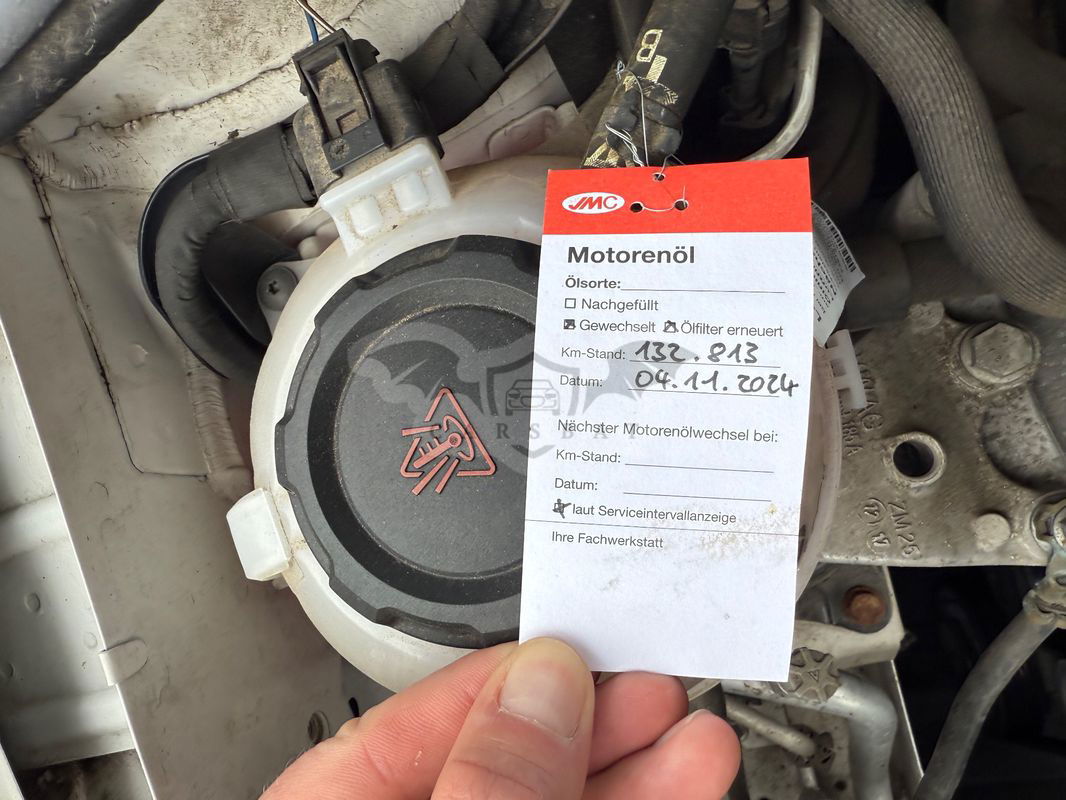 JMC
Motorenöl
Ölsorte:
Nachgefüllt
Gewechselt Ölfilter erneuert
Km-Stand: 132.813
Datum: 04.11.2024
Nächster Motorenölwechsel bei:
Km-Stand:
Datum:
laut Serviceintervallanzeige
Ihre Fachwerkstatt